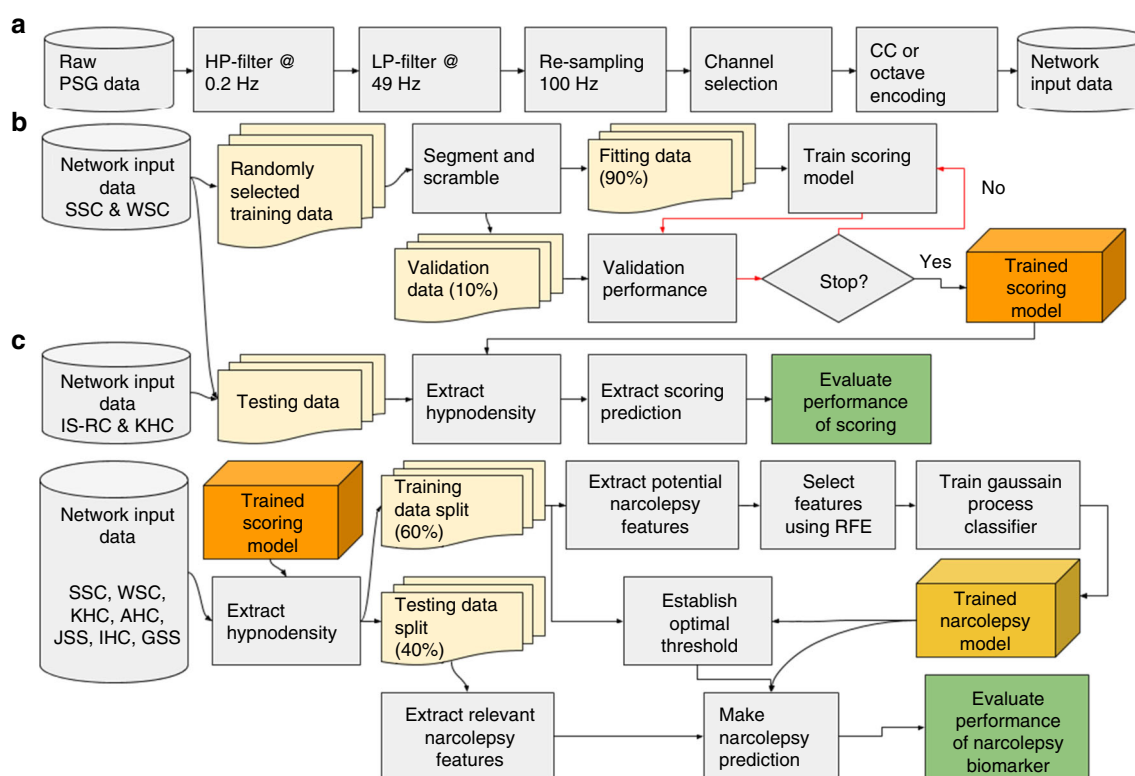 a
Raw
PSG data
HP-filter @
0.2 Hz
LP-filter @
49 Hz
Re-sampling
100 Hz
Channel
selection
CC or
octave
encoding
Network
input data
b
Network input
data
SSC & WSC
Randomly
selected
training data
Segment and
scramble
Fitting data
(90%)
Train scoring
model
No
Validation
data (10%)
Validation
performance
Stop?
Yes
Trained
scoring
model
c
Network input
data
IS-RC & KHC
Testing data
Extract
hypnodensity
Extract scoring
prediction
Evaluate
performance
of scoring
Network input
data
SSC, WSC,
KHC, AHC,
JSS, IHC, GSS
Trained
scoring
model
Extract
hypnodensity
Training
data split
(60%)
Testing data
split
(40%)
Extract potential
narcolepsy
features
Select
features
using RFE
Train gaussain
process
classifier
Establish
optimal
threshold
Trained
narcolepsy
model
Extract relevant
narcolepsy
features
Make
narcolepsy
prediction
Evaluate
performance
of narcolepsy
biomarker